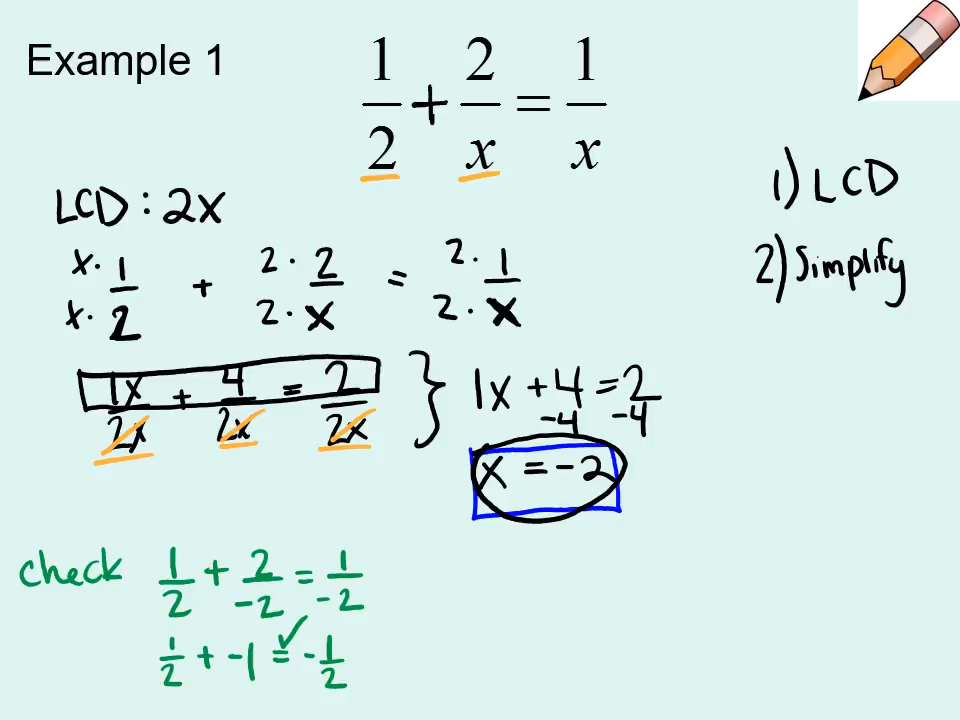 Example 1
1/2 + 2/x = 1/x
1) LCD
2) Simplify
LCD : 2x
x· 1/x· 2 + 2· 2/2· x = 2· 1/2· x
1x/2x + 4/2x = 2/2x } 1x + 4 = 2
-4 -4
x = -2
check 1/2 + 2/-2 = 1/-2
1/2 + -1 = -1/2 ✓